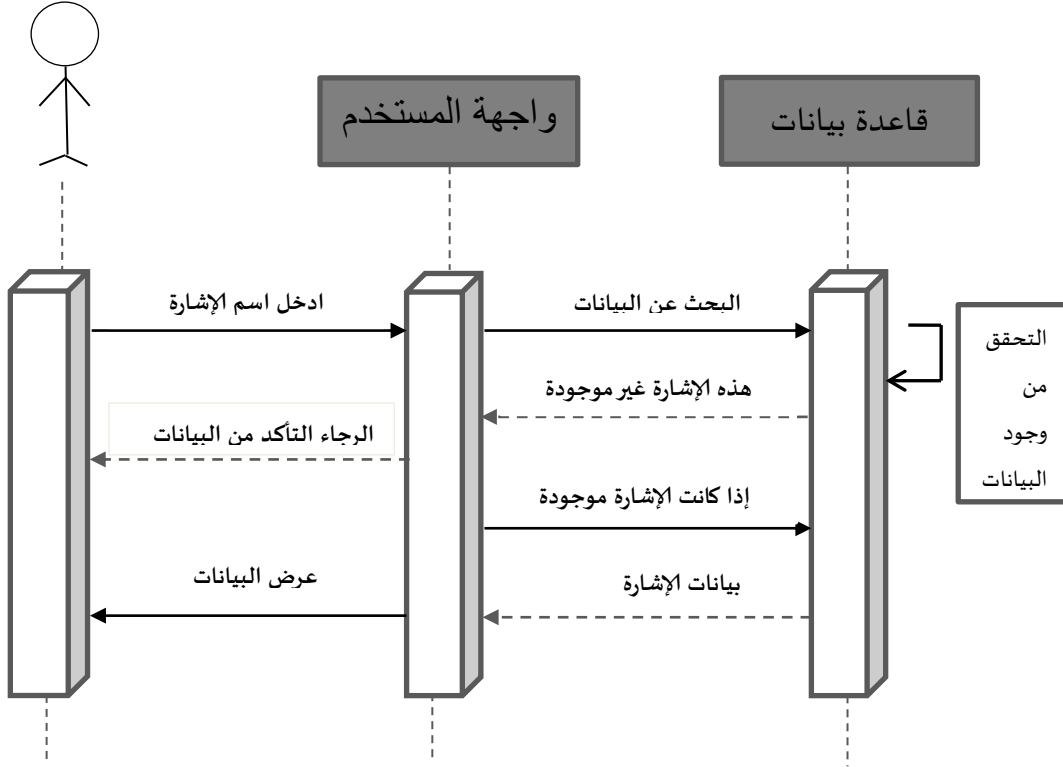 واجهة المستخدم
قاعدة بيانات
ادخل اسم الإشارة
البحث عن البيانات
التحقق
من
وجود
البيانات
هذه الإشارة غير موجودة
الرجاء التأكد من البيانات
إذا كانت الإشارة موجودة
عرض البيانات
بيانات الإشارة